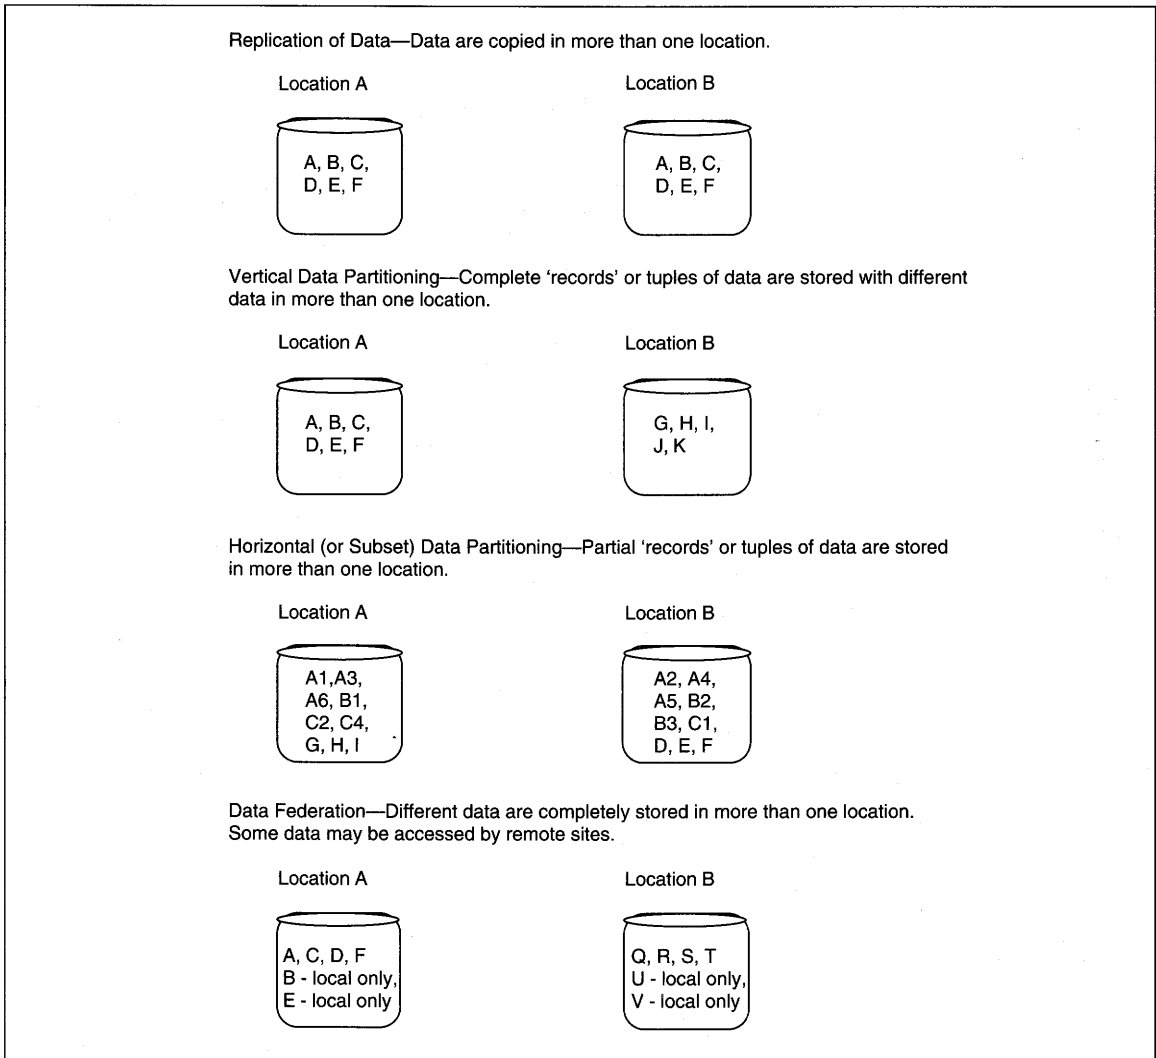 Replication of Data—Data are copied in more than one location.
Location A
Location B
A, B, C,
D, E, F
A, B, C,
D, E, F
Vertical Data Partitioning—Complete ‘records’ or tuples of data are stored with different
data in more than one location.
Location A
Location B
A, B, C,
D, E, F
G, H, I,
J, K
Horizontal (or Subset) Data Partitioning—Partial ‘records’ or tuples of data are stored
in more than one location.
Location A
Location B
A1,A3,
A6, B1,
C2, C4,
G, H, I
A2, A4,
A5, B2,
B3, C1,
D, E, F
Data Federation—Different data are completely stored in more than one location.
Some data may be accessed by remote sites.
Location A
Location B
A, C, D, F
B - local only,
E - local only
Q, R, S, T
U - local only,
V - local only